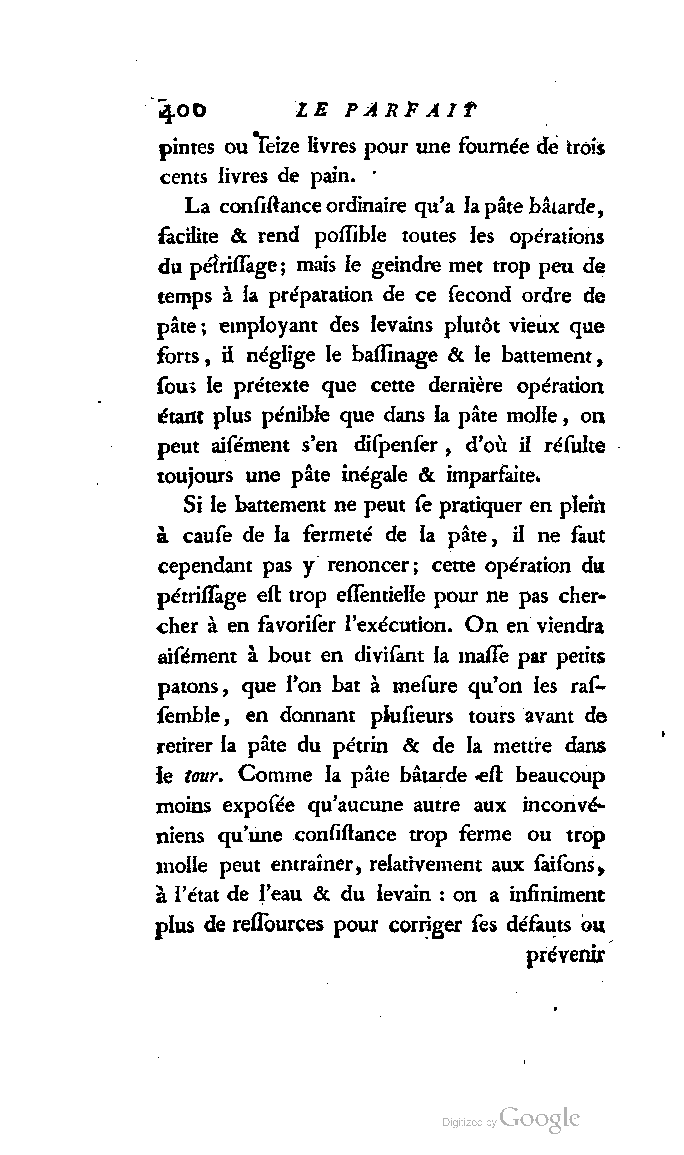 400 LE PARFAIT
pintes ou ſeize livres pour une fournée de trois
cents livres de pain.
La conſiſtance ordinaire qu'a la pâte bâtarde,
facilite & rend poſſible toutes les opérations
du pétriſſage; mais le geindre met trop peu de
temps à la préparation de ce ſecond ordre de
pâte; employant des levains plutôt vieux que
forts, il néglige le baſſinage & le battement,
ſous le prétexte que cette dernière opération
étant plus pénible que dans la pâte molle, on
peut aiſément s'en diſpenſer, d'où il réſulte
toujours une pâte inégale & imparfaite.
Si le battement ne peut ſe pratiquer en plein
à cauſe de la fermeté de la pâte, il ne faut
cependant pas y renoncer; cette opération du
pétriſſage eſt trop eſſentielle pour ne pas cher-
cher à en favoriſer l'exécution. On en viendra
aiſément à bout en diviſant la maſſe par petits
patons, que l'on bat à meſure qu'on les raſ-
ſemble, en donnant pluſieurs tours avant de
retirer la pâte du pétrin & de la mettre dans
le tour. Comme la pâte bâtarde eſt beaucoup
moins expoſée qu'aucune autre aux inconvé-
niens qu'une conſiſtance trop ferme ou trop
molle peut entraîner, relativement aux ſaiſons,
à l'état de l'eau & du levain : on a infiniment
plus de reſſources pour corriger ſes défauts ou
prévenir
Digitized by Google